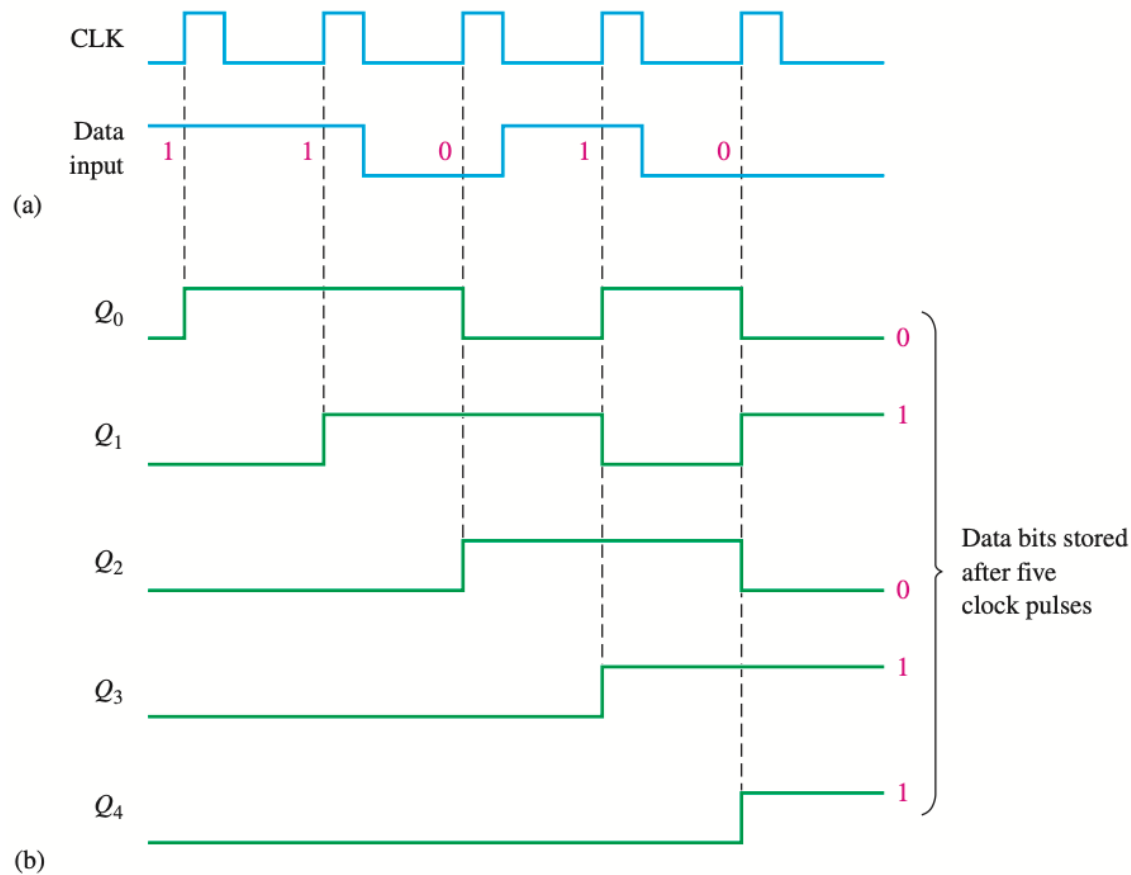 CLK
Data
input
1 1 0 1 0
(a)
Q0 0
Q1 1
Q2 0
Q3 1
Q4 1
Data bits stored
after five
clock pulses
(b)